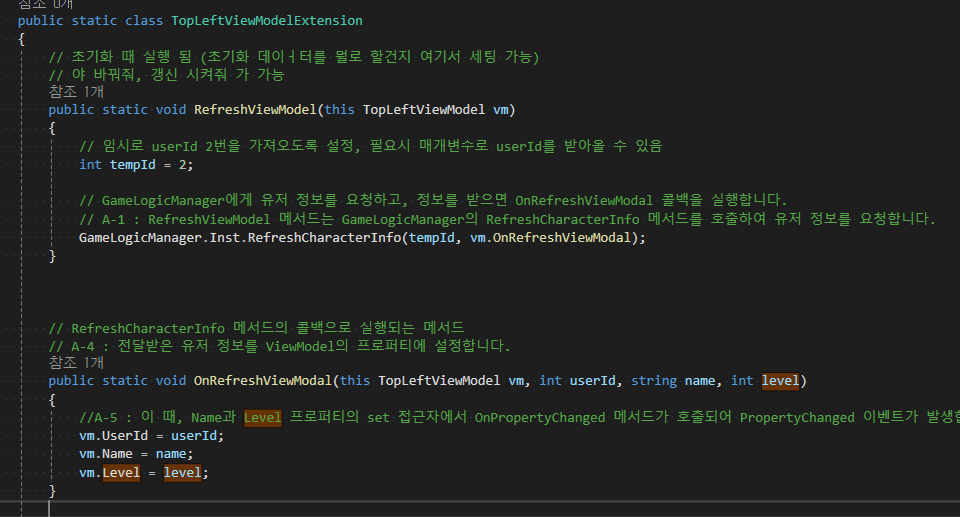 참조 0개
public static class TopLeftViewModelExtension
{
// 초기화 때 실행 됨 (초기화 데이ㅓ터를 뭘로 할건지 여기서 세팅 가능)
// 야 바꿔줘, 갱신 시켜줘 가 가능
참조 1개
public static void RefreshViewModel(this TopLeftViewModel vm)
{
// 임시로 userId 2번을 가져오도록 설정, 필요시 매개변수로 userId를 받아올 수 있음
int tempId = 2;
// GameLogicManager에게 유저 정보를 요청하고, 정보를 받으면 OnRefreshViewModal 콜백을 실행합니다.
// A-1 : RefreshViewModel 메서드는 GameLogicManager의 RefreshCharacterInfo 메서드를 호출하여 유저 정보를 요청합니다.
GameLogicManager.Inst.RefreshCharacterInfo(tempId, vm.OnRefreshViewModal);
}
// RefreshCharacterInfo 메서드의 콜백으로 실행되는 메서드
// A-4 : 전달받은 유저 정보를 ViewModel의 프로퍼티에 설정합니다.
참조 1개
public static void OnRefreshViewModal(this TopLeftViewModel vm, int userId, string name, int level)
{
//A-5 : 이 때, Name과 Level 프로퍼티의 set 접근자에서 OnPropertyChanged 메서드가 호출되어 PropertyChanged 이벤트가
vm.UserId = userId;
vm.Name = name;
vm.Level = level;
}